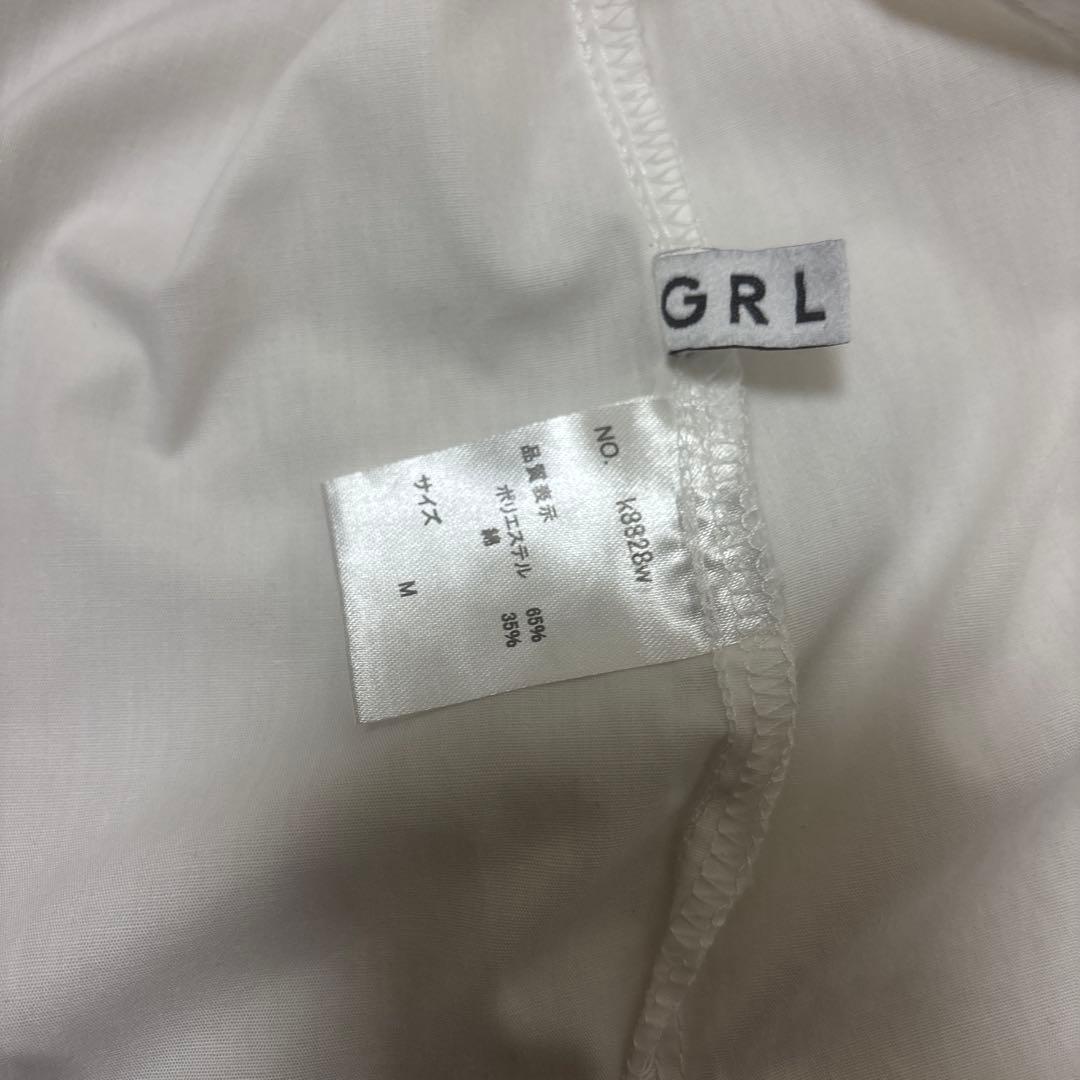 GRL
NO. k8828w
品質表示
ポリエステル 65%
綿 35%
サイズ M